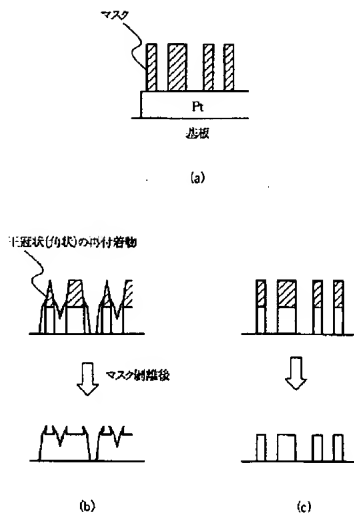 マスク
Pt
基板
(a)
王冠状(角状)の再付着物
マスク剥離後
(b)
(c)